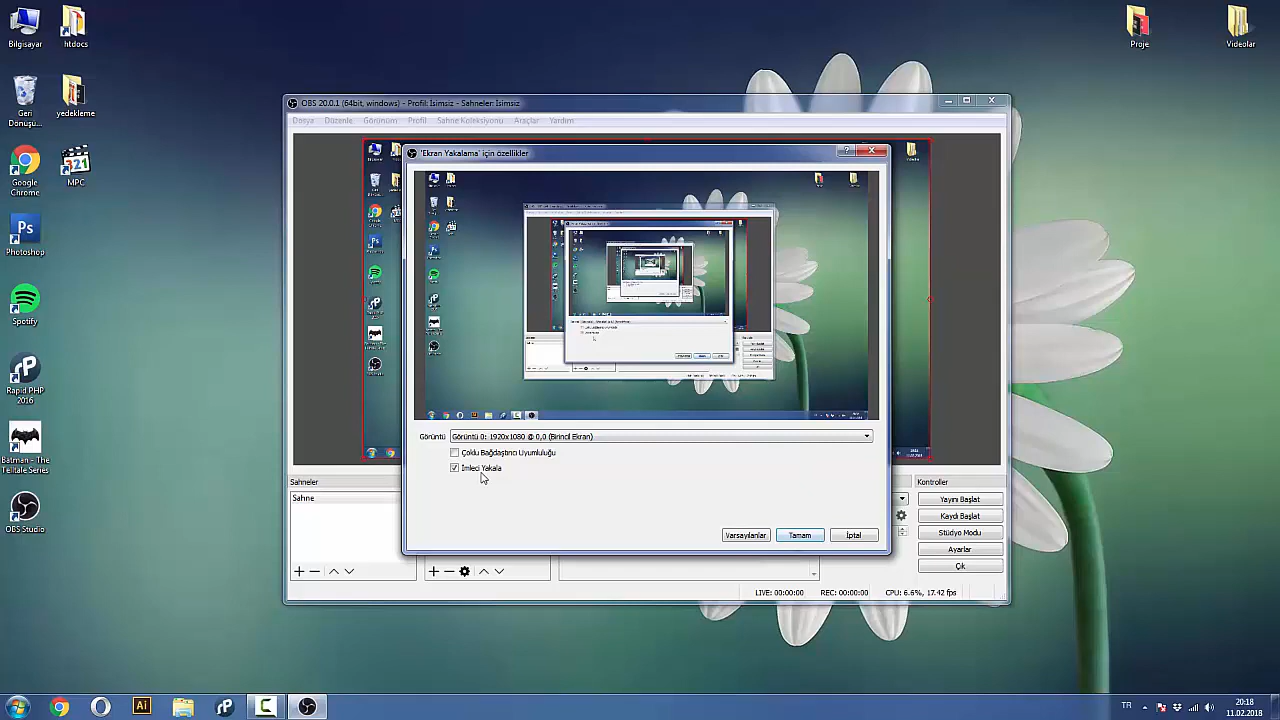 Bilgisayar
htdocs
Geri
Dönüşü...
yedekleme
Google
Chrome
MPC
Photoshop
Spotify
Rapid PHP
2016
Batman - The
Telltale Series
OBS Studio
Proje
Videolar
OBS 20.0.1 (64bit, windows) - Profil: İsimsiz - Sahneler: İsimsiz
Dosya Düzenle Görünüm Profil Sahne Koleksiyonu Araçlar Yardım
'Ekran Yakalama' için özellikler
Görüntü Görüntü 0: 1920x1080 @ 0,0 (Birincil Ekran)
Çoklu Bağdaştırıcı Uyumluluğu
İmleci Yakala
Varsayılanlar Tamam İptal
Sahneler
Sahne
Kontroller
Yayını Başlat
Kaydı Başlat
Stüdyo Modu
Ayarlar
Çık
LIVE: 00:00:00 REC: 00:00:00 CPU: 6.6%, 17.42 fps
TR
20:18
11.02.2018